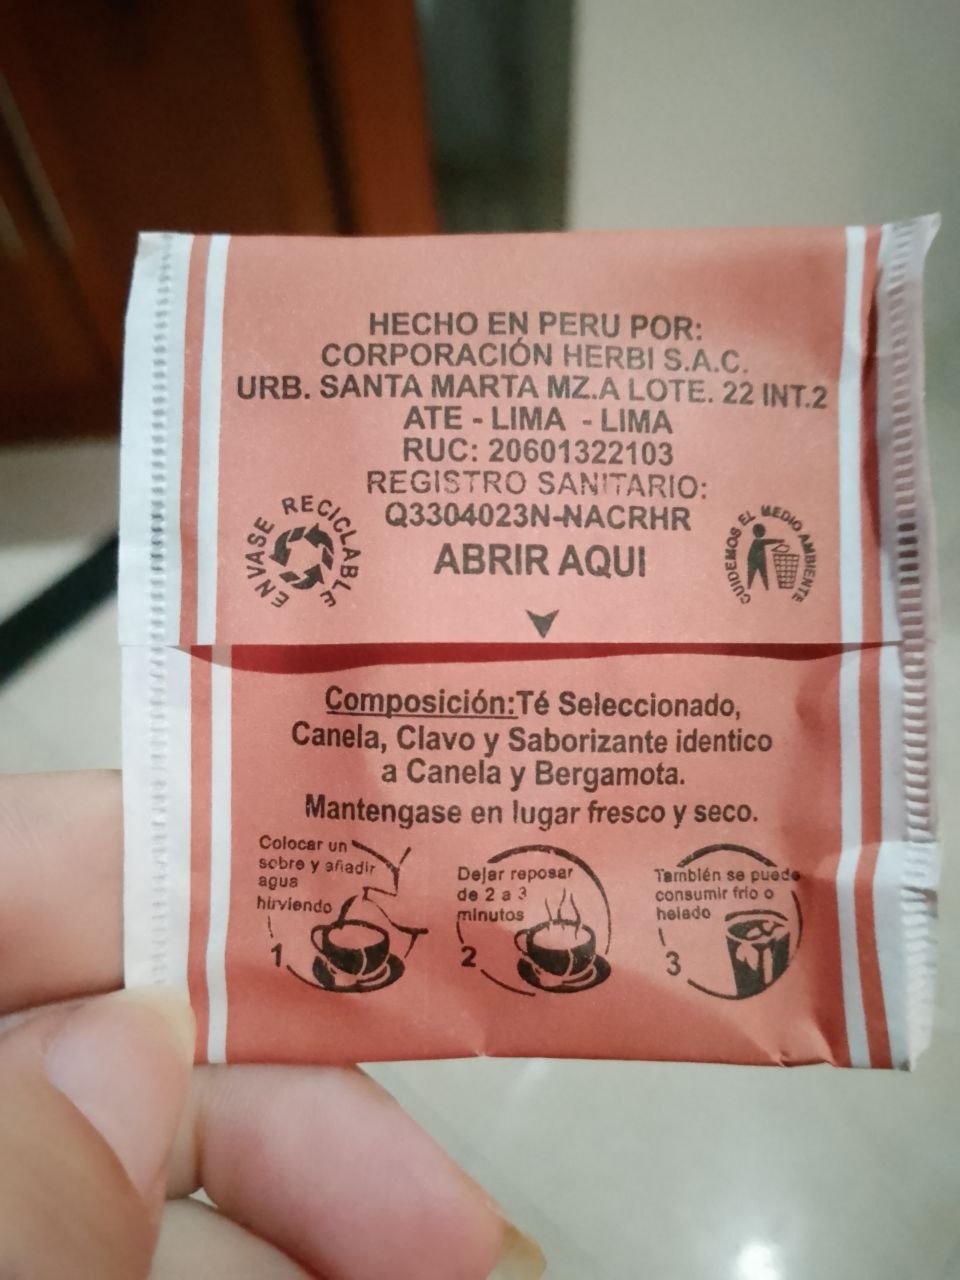 HECHO EN PERU POR:
CORPORACIÓN HERBI S.A.C.
URB. SANTA MARTA MZ.A LOTE. 22 INT.2
ATE - LIMA - LIMA
RUC: 20601322103
REGISTRO SANITARIO:
Q3304023N-NACRHR
ENVASE RECICLABLE
ABRIR AQUI
CUIDEMOS EL MEDIO AMBIENTE
Composición:Té Seleccionado,
Canela, Clavo y Saborizante identico
a Canela y Bergamota.
Mantengase en lugar fresco y seco.
Colocar un
sobre y añadir
agua
hirviendo
1
Dejar reposar
de 2 a 3
minutos
2
También se puede
consumir frío o
helado
3